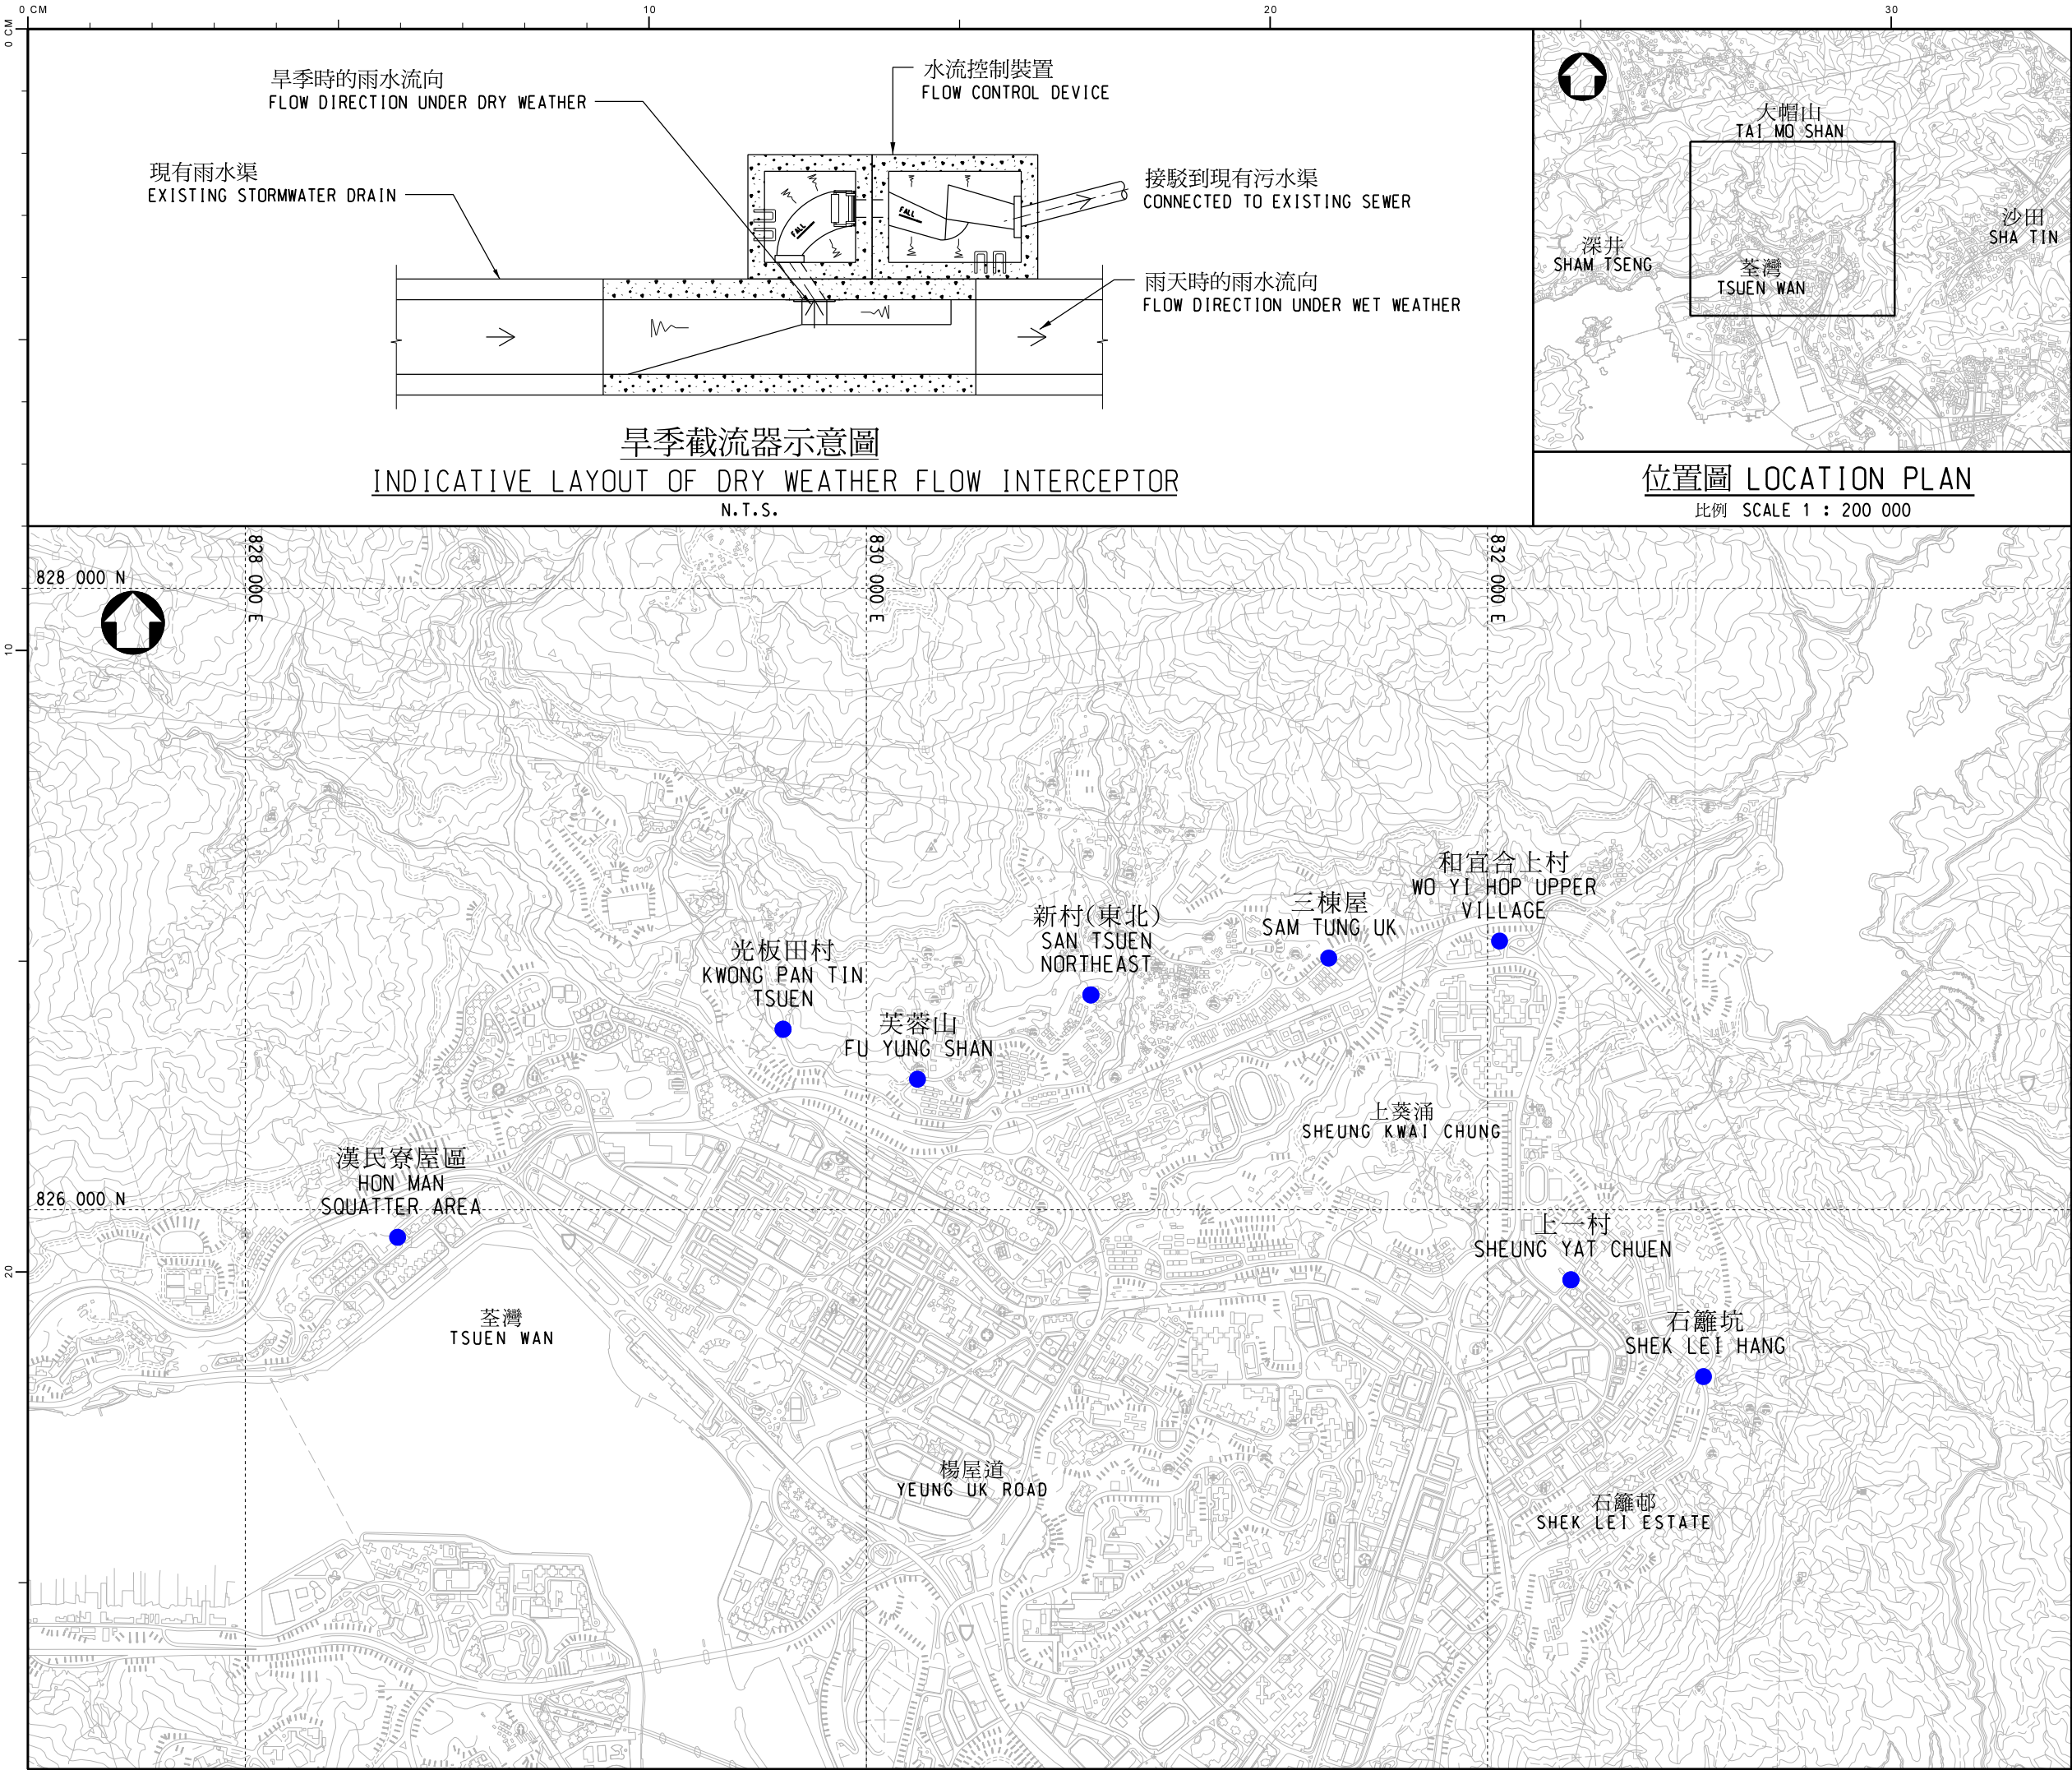 0 CM
10
20
30
0 CM
10
20
旱季時的雨水流向
FLOW DIRECTION UNDER DRY WEATHER
水流控制裝置
FLOW CONTROL DEVICE
現有雨水渠
EXISTING STORMWATER DRAIN
接駁到現有污水渠
CONNECTED TO EXISTING SEWER
FALL
FALL
雨天時的雨水流向
FLOW DIRECTION UNDER WET WEATHER
旱季截流器示意圖
INDICATIVE LAYOUT OF DRY WEATHER FLOW INTERCEPTOR
N.T.S.
大帽山
TAI MO SHAN
沙田
SHA TIN
深井
SHAM TSENG
荃灣
TSUEN WAN
位置圖 LOCATION PLAN
比例 SCALE 1 : 200 000
828 000 N
828 000 E
830 000 E
832 000 E
和宜合上村
WO YI HOP UPPER
VILLAGE
三棟屋
SAM TUNG UK
新村(東北)
SAN TSUEN
NORTHEAST
光板田村
KWONG PAN TIN
TSUEN
芙蓉山
FU YUNG SHAN
上葵涌
SHEUNG KWAI CHUNG
漢民寮屋區
HON MAN
SQUATTER AREA
826 000 N
上一村
SHEUNG YAT CHUEN
荃灣
TSUEN WAN
石籬坑
SHEK LEI HANG
楊屋道
YEUNG UK ROAD
石籬邨
SHEK LEI ESTATE